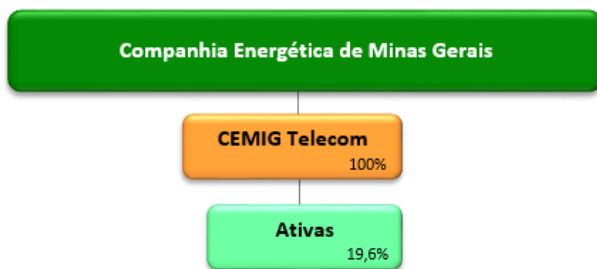 Companhia Energética de Minas Gerais
CEMIG Telecom
100%
Ativas
19,6%